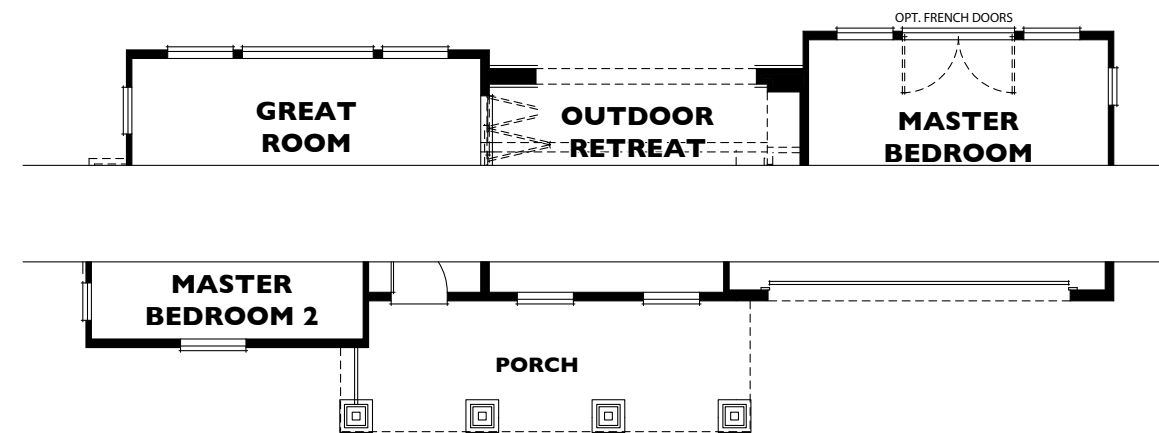 OPT. FRENCH DOORS
GREAT
ROOM
OUTDOOR
RETREAT
MASTER
BEDROOM
MASTER
BEDROOM 2
PORCH